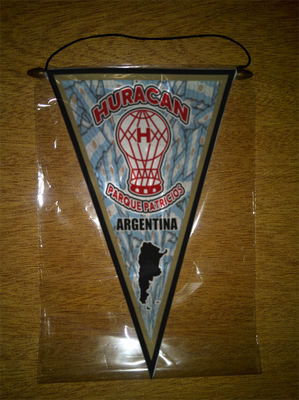 HURACAN
H
PARQUE PATRICIOS
ARGENTINA